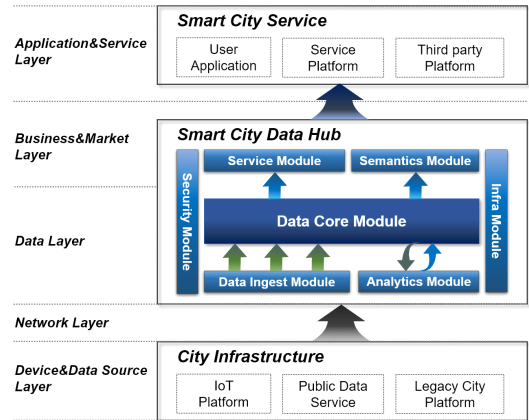 Smart City Service
Application&Service
Layer
User
Application
Service
Platform
Third party
Platform
Business&Market
Layer
Smart City Data Hub
Security Module
Service Module
Semantics Module
Infra Module
Data Core Module
Data Layer
Data Ingest Module
Analytics Module
Network Layer
City Infrastructure
Device&Data Source
Layer
IoT
Platform
Public Data
Service
Legacy City
Platform